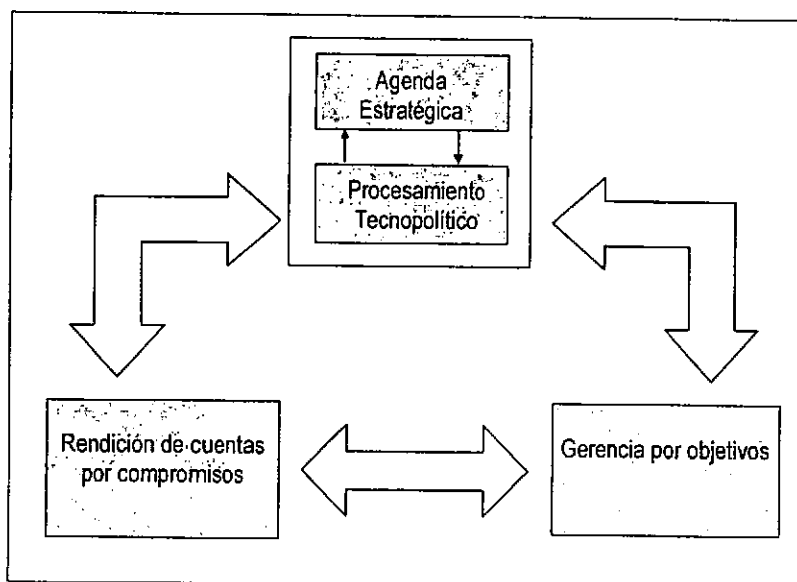 Agenda
Estratégica
Procesamiento
Tecnopolítico
Rendición de cuentas
por compromisos
Gerencia por objetivos